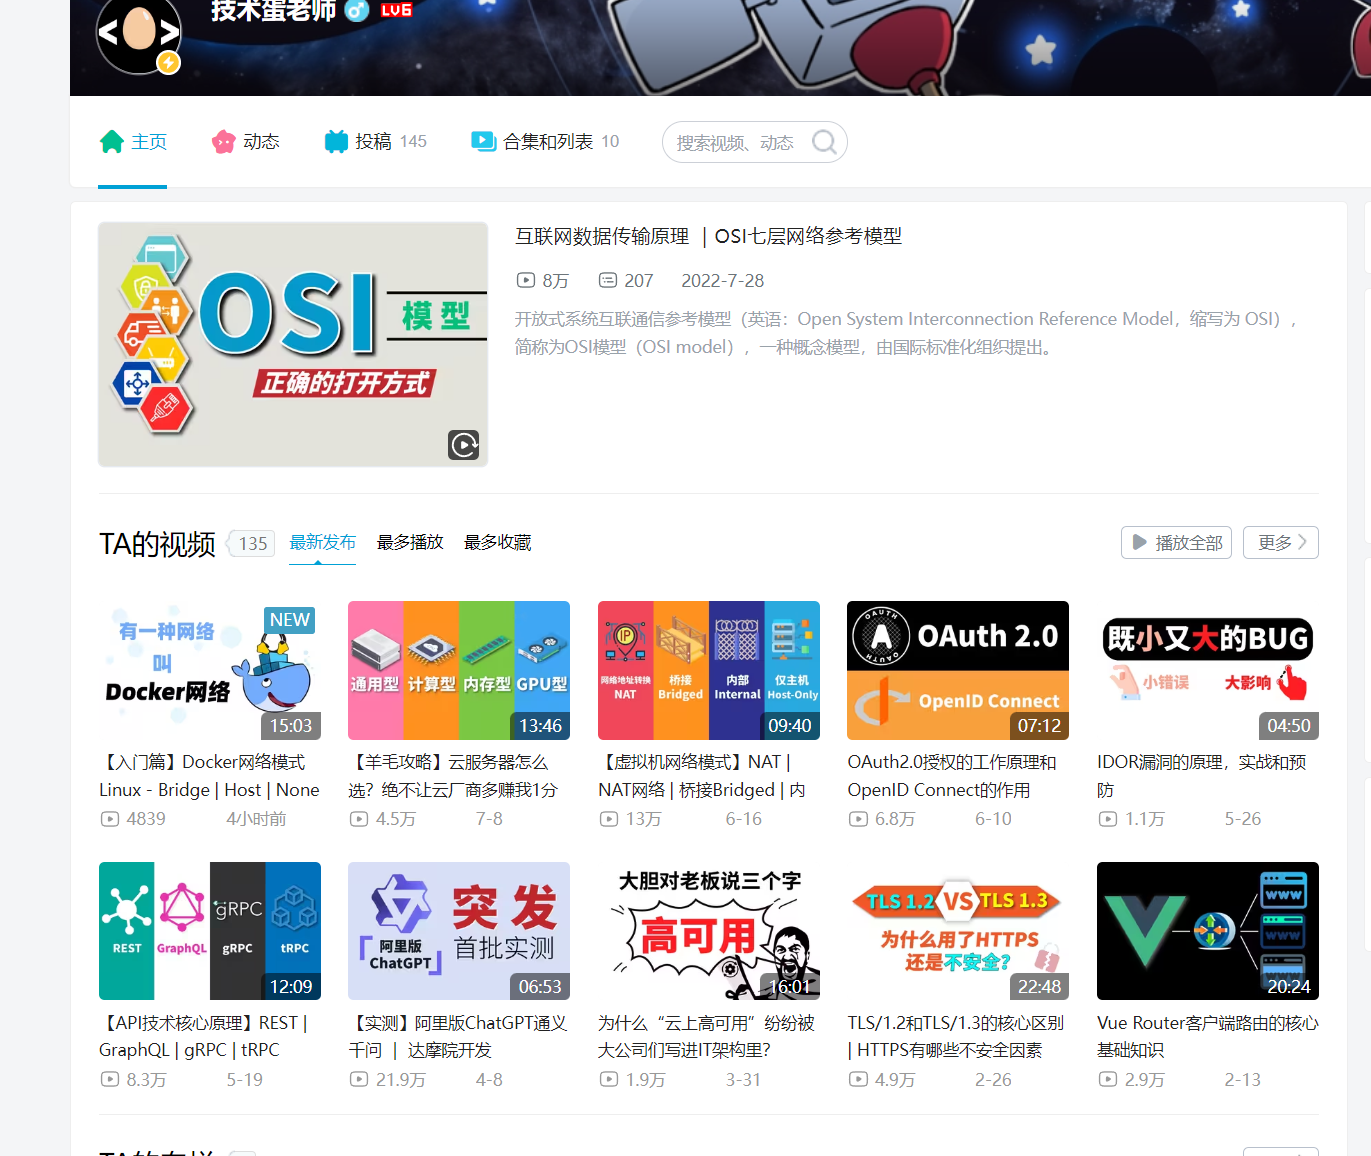 技术蛋老师 LV6
主页 动态 投稿 145 合集和列表 10 搜索视频、动态
OSI
模型
正确的打开方式
互联网数据传输原理 ｜OSI七层网络参考模型
8万 207 2022-7-28
开放式系统互联通信参考模型（英语：Open System Interconnection Reference Model，缩写为 OSI），
简称为OSI模型（OSI model），一种概念模型，由国际标准化组织提出。
TA的视频 135 最新发布 最多播放 最多收藏 播放全部 更多
NEW
有一种网络
叫
Docker网络
15:03
【入门篇】Docker网络模式
Linux - Bridge | Host | None
4839 4小时前
通用型 计算型 内存型 GPU型
13:46
【羊毛攻略】云服务器怎么
选？绝不让云厂商多赚我1分
4.5万 7-8
IP
网络地址转换 桥接 内部 仅主机
NAT Bridged Internal Host-Only
09:40
【虚拟机网络模式】NAT |
NAT网络 | 桥接Bridged | 内
13万 6-16
OAUTH
OAUTH
OAuth 2.0
OpenID Connect
07:12
OAuth2.0授权的工作原理和
OpenID Connect的作用
6.8万 6-10
既小又大的BUG
小错误 大影响
04:50
IDOR漏洞的原理，实战和预
防
1.1万 5-26
gRPC
REST GraphQL gRPC tRPC
12:09
【API技术核心原理】REST |
GraphQL | gRPC | tRPC
8.3万 5-19
突发
阿里版 首批实测
ChatGPT
06:53
【实测】阿里版ChatGPT通义
千问 ｜ 达摩院开发
21.9万 4-8
大胆对老板说三个字
高可用
16:01
为什么“云上高可用”纷纷被
大公司们写进IT架构里？
1.9万 3-31
TLS 1.2 VS TLS 1.3
为什么用了HTTPS
还是不安全?
22:48
TLS/1.2和TLS/1.3的核心区别
| HTTPS有哪些不安全因素
4.9万 2-26
WWW
WWW
20:24
Vue Router客户端路由的核心
基础知识
2.9万 2-13